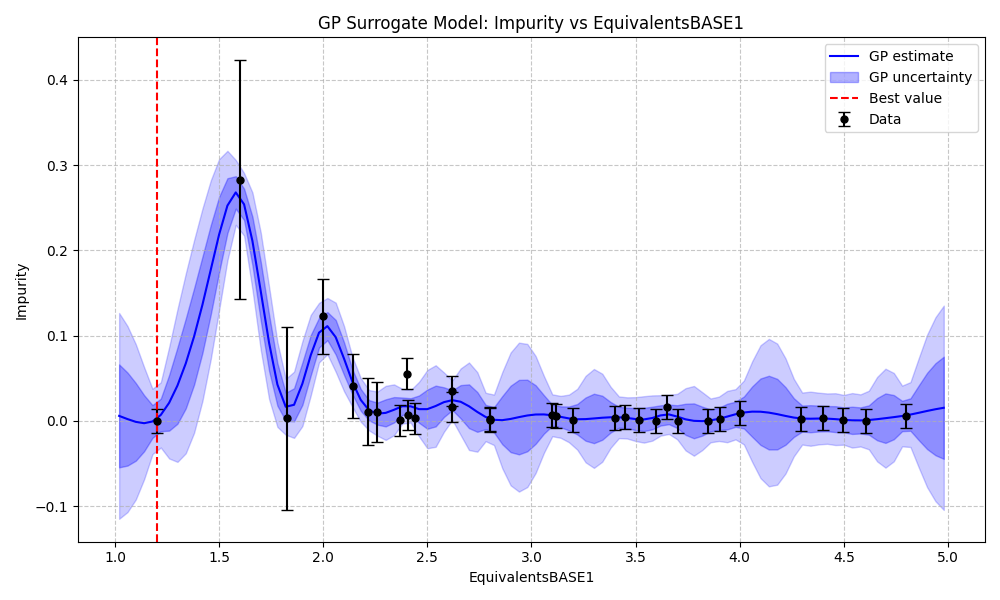 GP Surrogate Model: Impurity vs EquivalentsBASE1
GP estimate
GP uncertainty
Best value
Data
Impurity
0.4
0.3
0.2
0.1
0.0
−0.1
1.0 1.5 2.0 2.5 3.0 3.5 4.0 4.5 5.0
EquivalentsBASE1